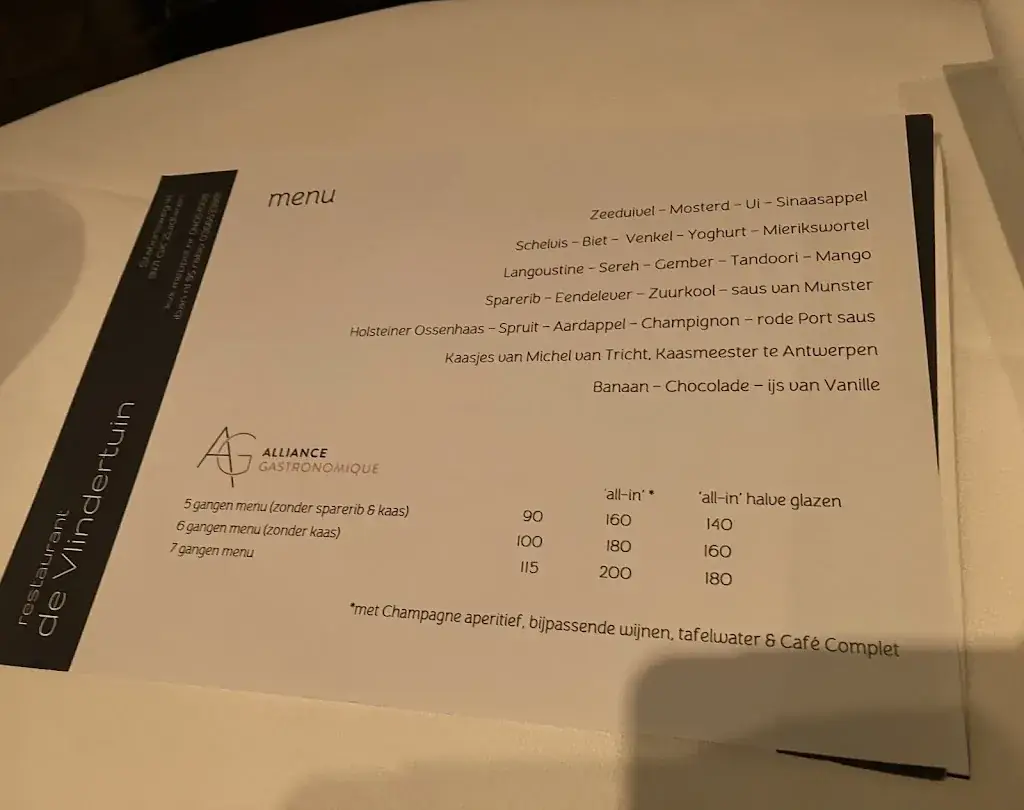 menu
Zeeduivel – Mosterd – Ui – Sinaasappel
Schelvis – Biet – Venkel – Yoghurt – Mierikswortel
Langoustine – Sereh – Gember – Tandoori – Mango
Sparerib – Eendelever – Zuurkool – saus van Munster
Holsteiner Ossenhaas – Spruit – Aardappel – Champignon – rode Port saus
Kaasjes van Michel van Tricht, Kaasmeester te Antwerpen
Banaan – Chocolade – ijs van Vanille
AG ALLIANCE
GASTRONOMIQUE
'all-in' * 'all-in' halve glazen
5 gangen menu (zonder sparerib & kaas) 90 160 140
6 gangen menu (zonder kaas) 100 180 160
7 gangen menu 115 200 180
*met Champagne aperitief, bijpassende wijnen, tafelwater & Café Complet
restaurant
de Vlindertuin